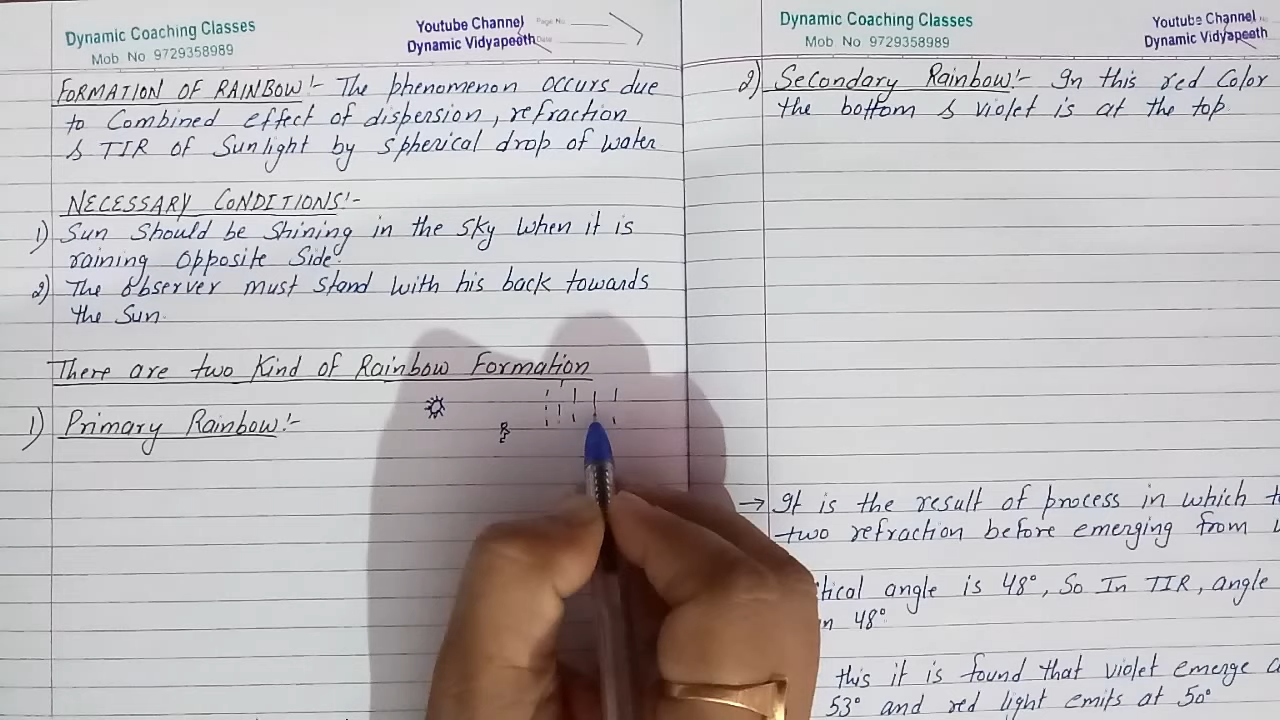 Dynamic Coaching Classes
Mob No 9729358989
Youtube Channel
Dynamic Vidyapeeth
Page No.
Date
FORMATION OF RAINBOW:- The phenomenon occurs due
to Combined effect of dispersion, refraction
& TIR of Sunlight by Spherical drop of water
NECESSARY CONDITIONS:-
1) Sun Should be Shining in the Sky When it is
raining Opposite Side.
2) The Observer must Stand with his back towards
the Sun.
There are two Kind of Rainbow Formation
1) Primary Rainbow:-
Dynamic Coaching Classes
Mob No 9729358989
Youtube Channel
Dynamic Vidyapeeth
2) Secondary Rainbow:- In this red Color
the bottom & violet is at the top.
→ It is the result of process in which
two refraction before emerging from
angle is 48°, So In TIR, angle
48°
this it is found that violet emerge
53° and red light emits at 50°